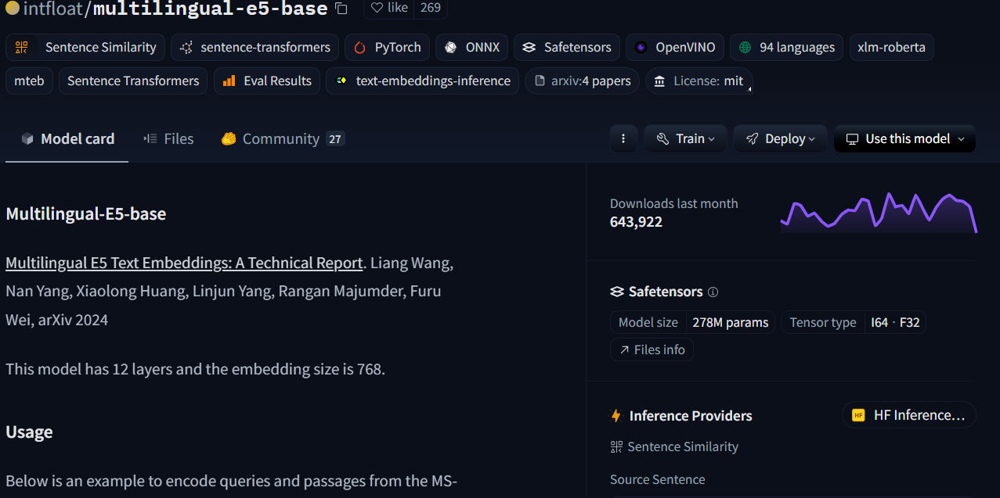 intfloat/multilingual-e5-base like 269
Sentence Similarity sentence-transformers PyTorch ONNX Safetensors OpenVINO 94 languages xlm-roberta
mteb Sentence Transformers Eval Results text-embeddings-inference arxiv:4 papers License: mit
Model card Files Community 27 Train Deploy Use this model
Multilingual-E5-base
Multilingual E5 Text Embeddings: A Technical Report. Liang Wang,
Nan Yang, Xiaolong Huang, Linjun Yang, Rangan Majumder, Furu
Wei, arXiv 2024
This model has 12 layers and the embedding size is 768.
Usage
Below is an example to encode queries and passages from the MS-
Downloads last month
643,922
Safetensors
Model size 278M params Tensor type I64 · F32
Files info
Inference Providers HF Inference...
Sentence Similarity
Source Sentence